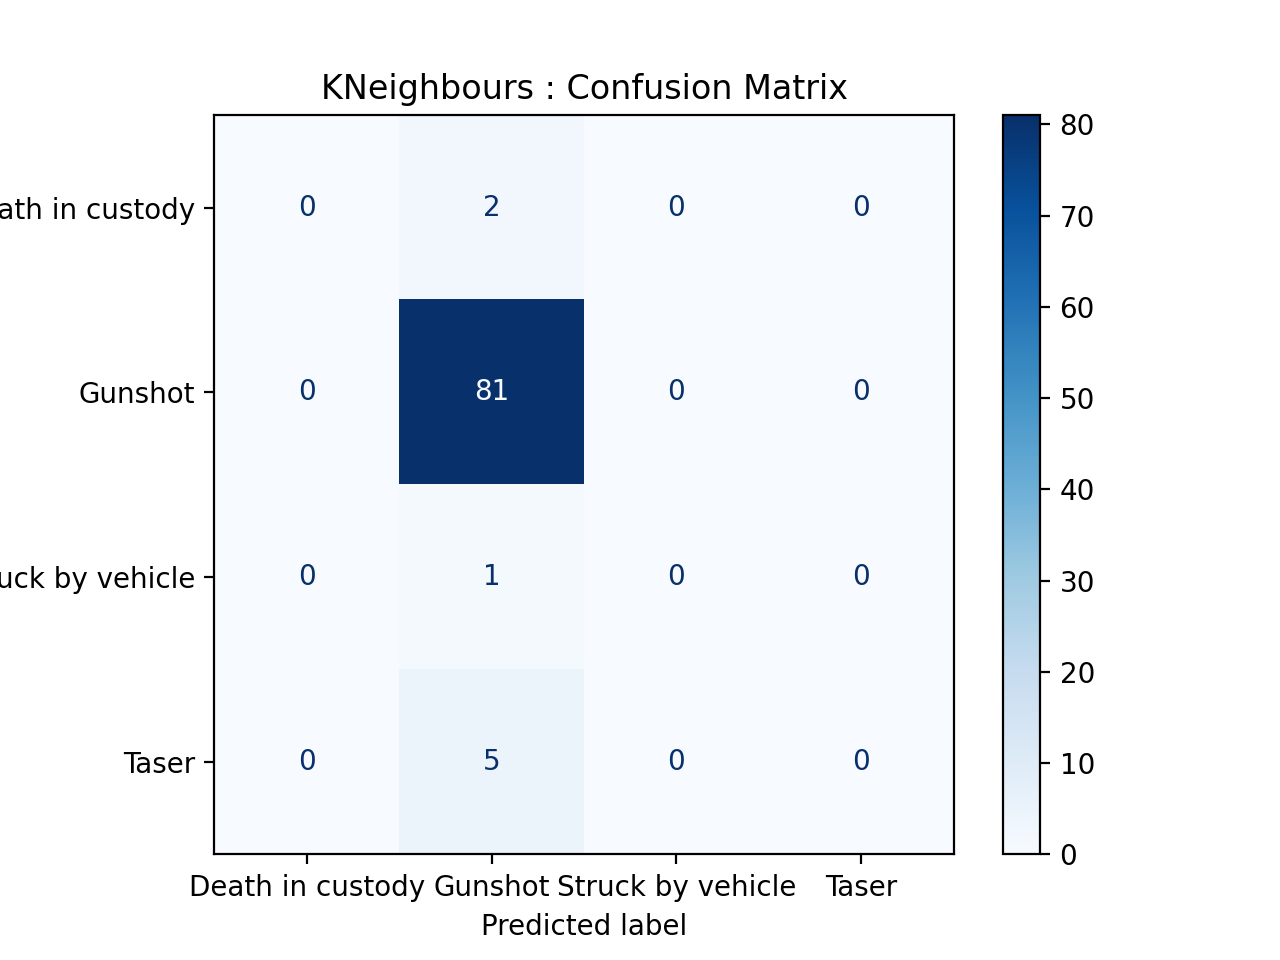 KNeighbours : Confusion Matrix
80
ath in custody 0 2 0 0
70
60
Gunshot 0 81 0 0
50
40
uck by vehicle 0 1 0 0
30
20
Taser 0 5 0 0
10
0
Death in custody Gunshot Struck by vehicle Taser
Predicted label